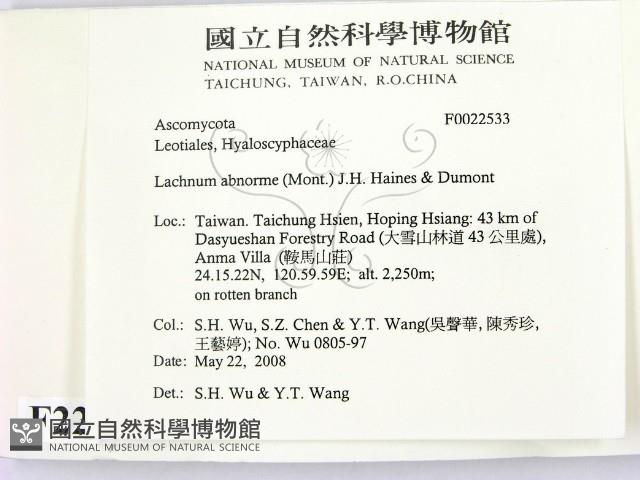 國立自然科學博物館
NATIONAL MUSEUM OF NATURAL SCIENCE
TAICHUNG, TAIWAN, R.O.CHINA
Ascomycota F0022533
Leotiales, Hyaloscyphaceae
Lachnum abnorme (Mont.) J.H. Haines & Dumont
Loc.: Taiwan. Taichung Hsien, Hoping Hsiang: 43 km of
Dasyueshan Forestry Road (大雪山林道 43 公里處),
Anma Villa (鞍馬山莊)
24.15.22N, 120.59.59E; alt. 2,250m;
on rotten branch
Col.: S.H. Wu, S.Z. Chen & Y.T. Wang(吳聲華, 陳秀珍,
王藝婷); No. Wu 0805-97
Date: May 22, 2008
Det.: S.H. Wu & Y.T. Wang
F22
國立自然科學博物館
NATIONAL MUSEUM OF NATURAL SCIENCE